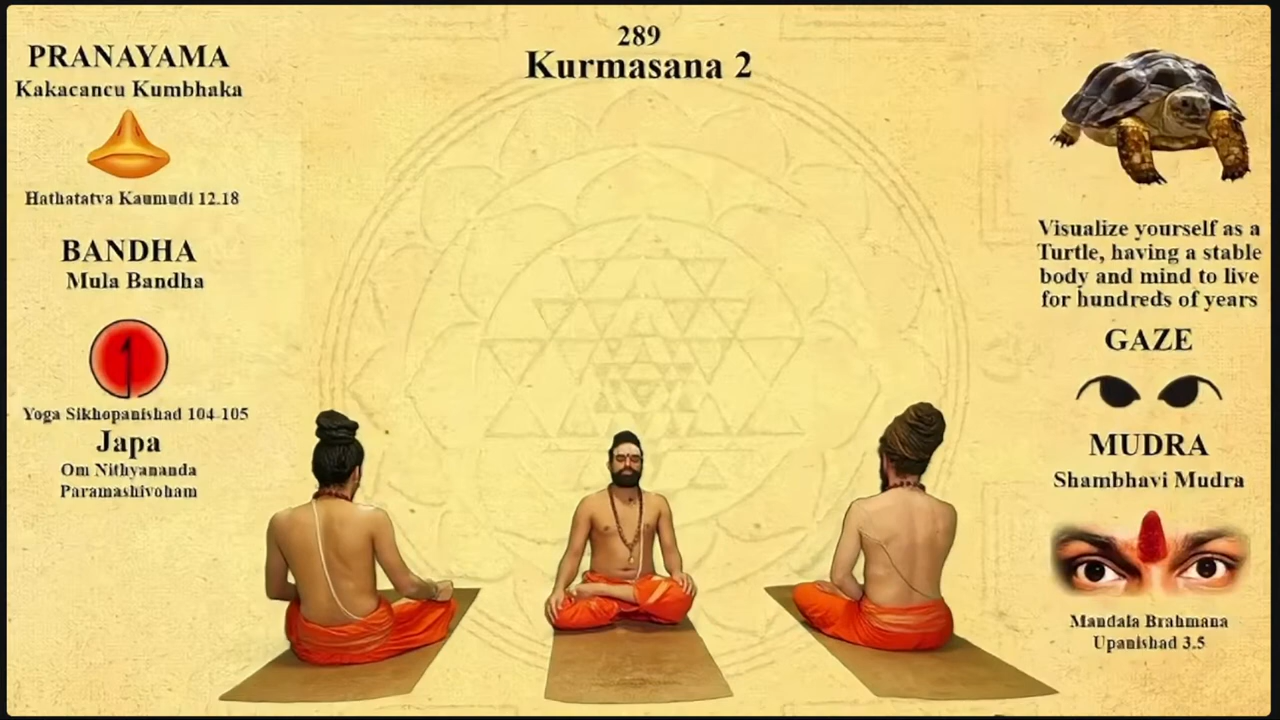 289
Kurmasana 2
PRANAYAMA
Kakacancu Kumbhaka
Hathatatva Kaumudi 12.18
BANDHA
Mula Bandha
Yoga Sikhopanishad 104-105
Japa
Om Nithyananda
Paramashivoham
Visualize yourself as a
Turtle, having a stable
body and mind to live
for hundreds of years
GAZE
MUDRA
Shambhavi Mudra
Mandala Brahmana
Upanishad 3.5